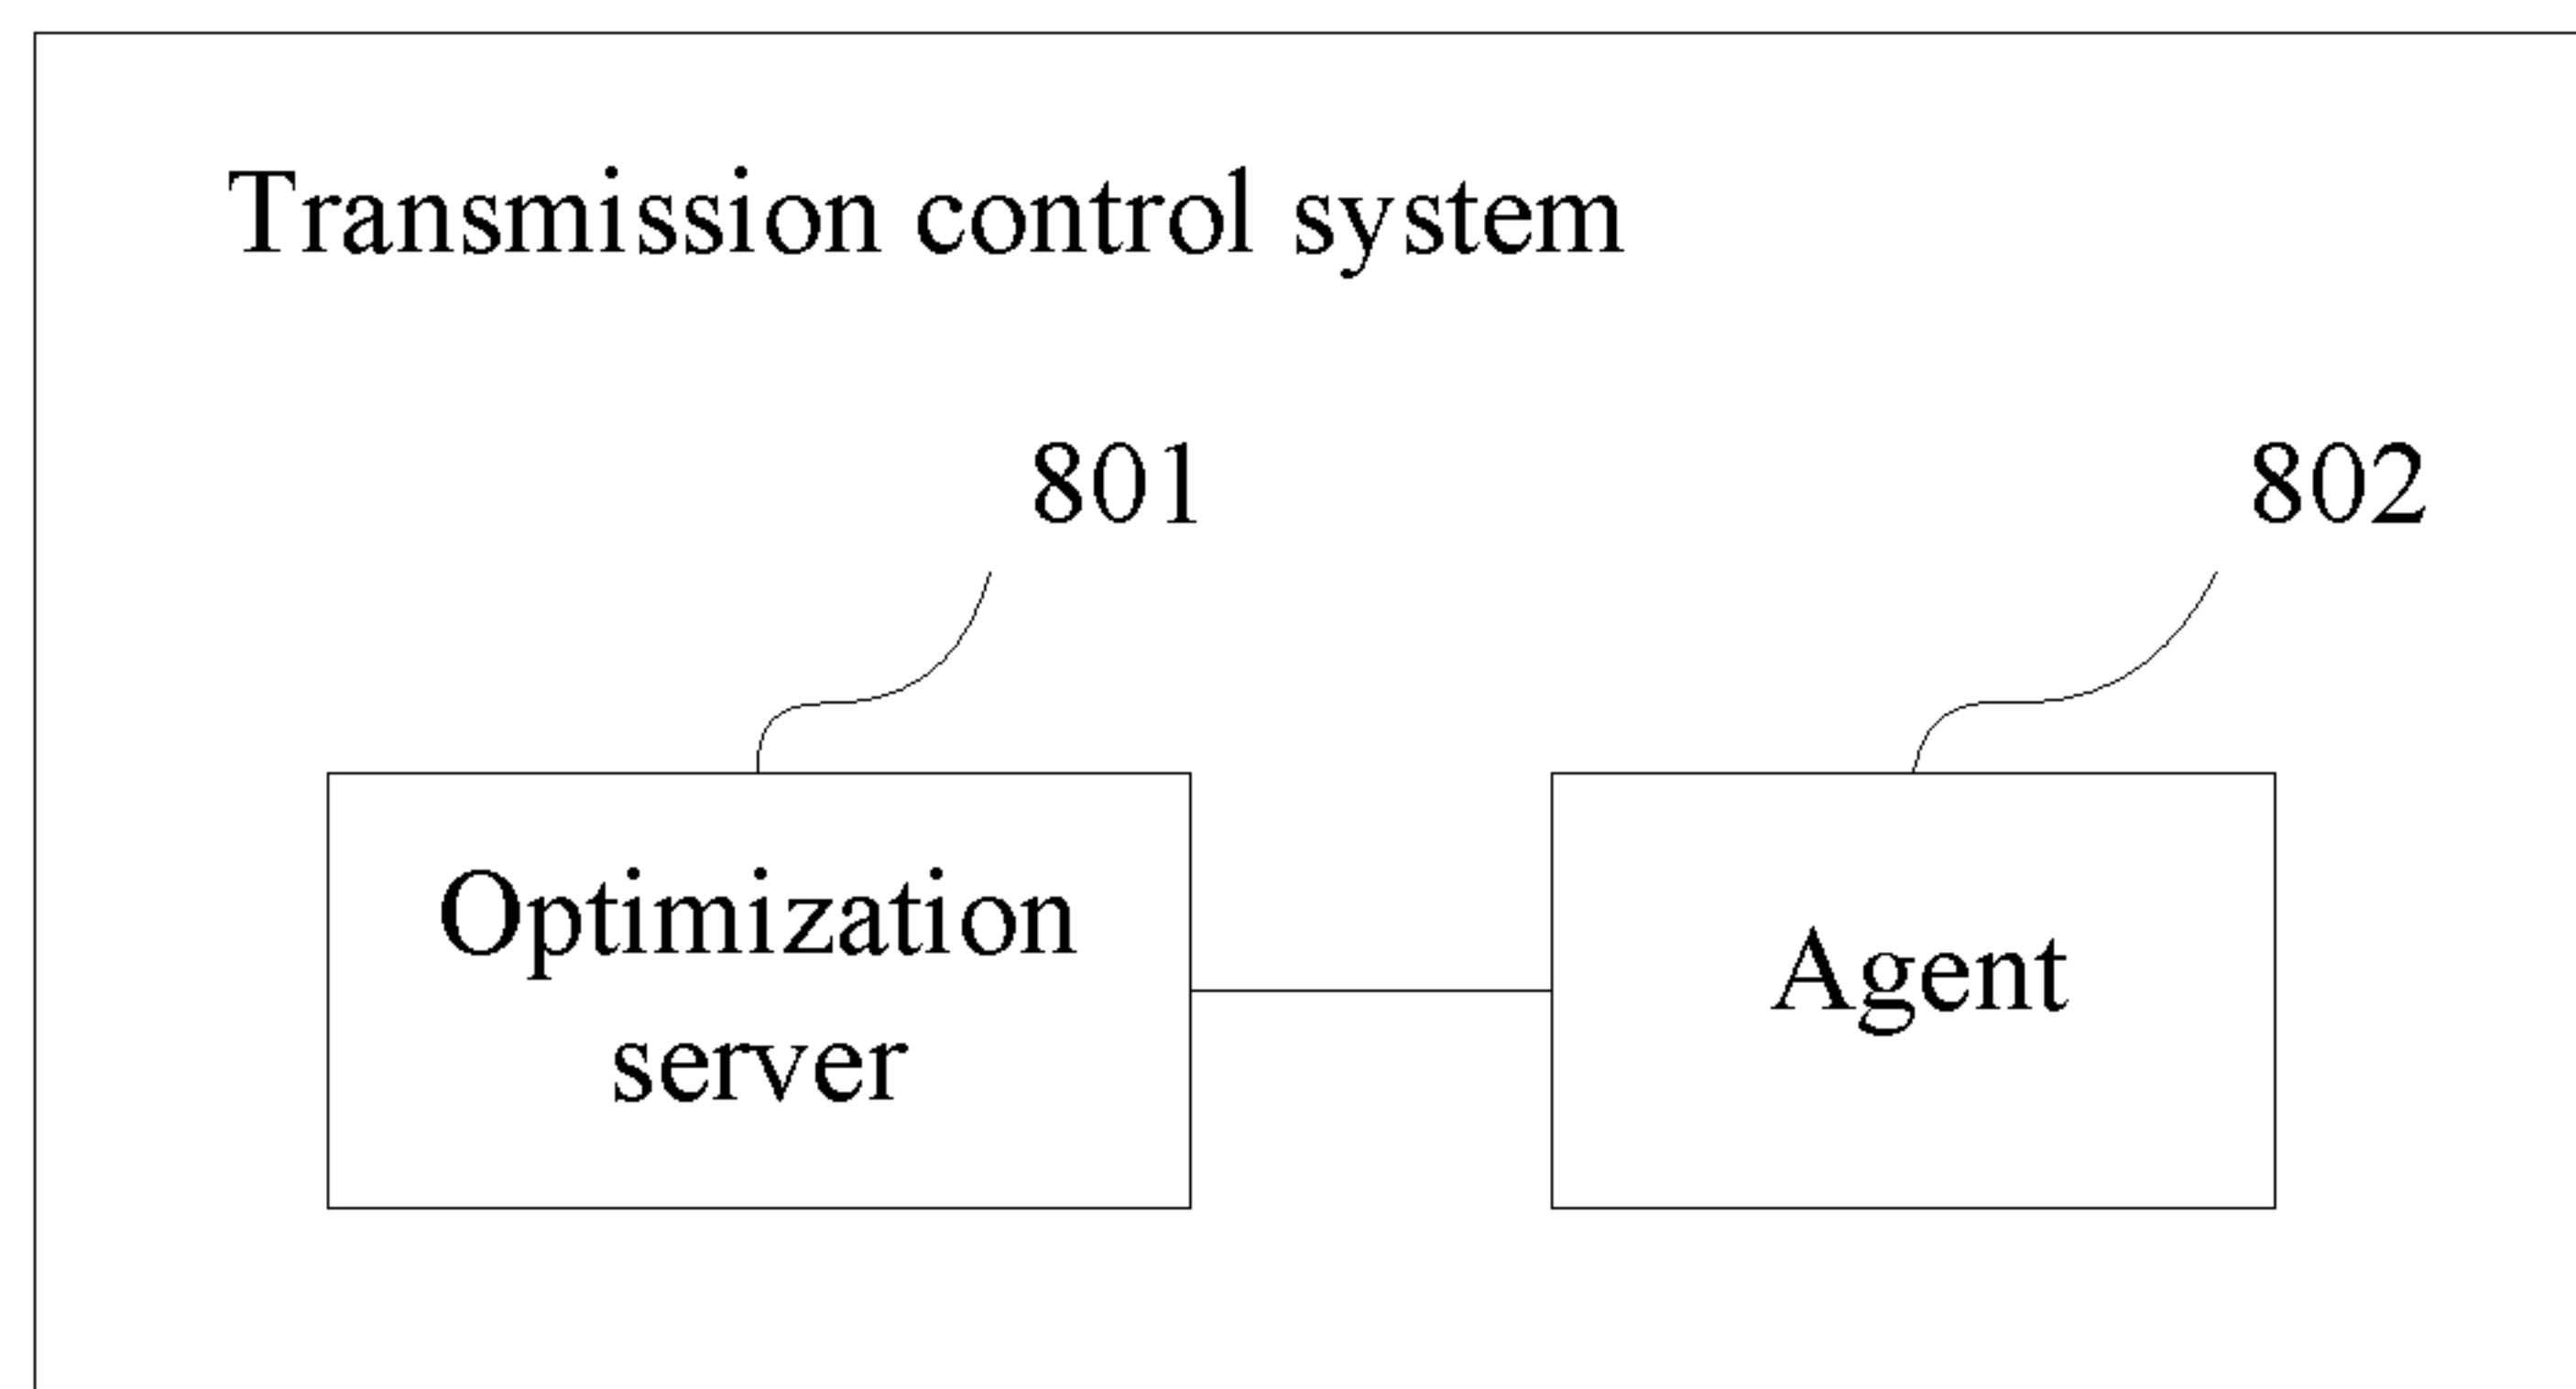 Transmission control system
801
802
Optimization
server
Agent